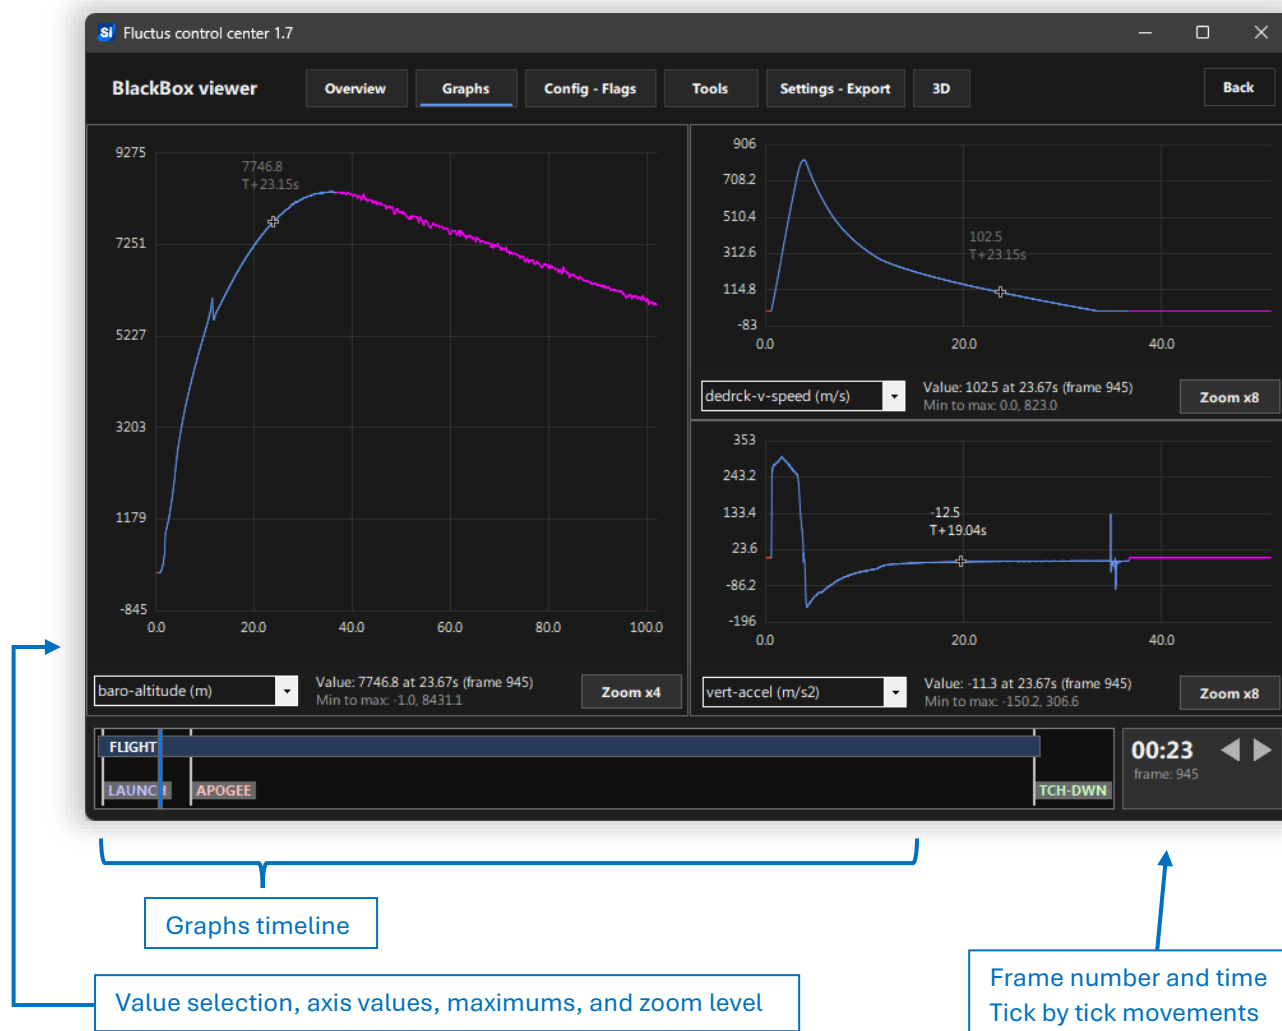 Si Fluctus control center 1.7
BlackBox viewer
Overview
Graphs
Config - Flags
Tools
Settings - Export
3D
Back
9275
7251
5227
3203
1179
-845
7746.8
T+23.15s
0.0 20.0 40.0 60.0 80.0 100.0
baro-altitude (m)
Value: 7746.8 at 23.67s (frame 945)
Min to max: -1.0, 8431.1
Zoom x4
906
708.2
510.4
312.6
114.8
-83
102.5
T+23.15s
0.0 20.0 40.0
dedrck-v-speed (m/s)
Value: 102.5 at 23.67s (frame 945)
Min to max: 0.0, 823.0
Zoom x8
353
243.2
133.4
23.6
-86.2
-196
-12.5
T+19.04s
0.0 20.0 40.0
vert-accel (m/s2)
Value: -11.3 at 23.67s (frame 945)
Min to max: -150.2, 306.6
Zoom x8
FLIGHT
LAUNCH
APOGEE
TCH-DWN
00:23
frame: 945
Graphs timeline
Value selection, axis values, maximums, and zoom level
Frame number and time
Tick by tick movements